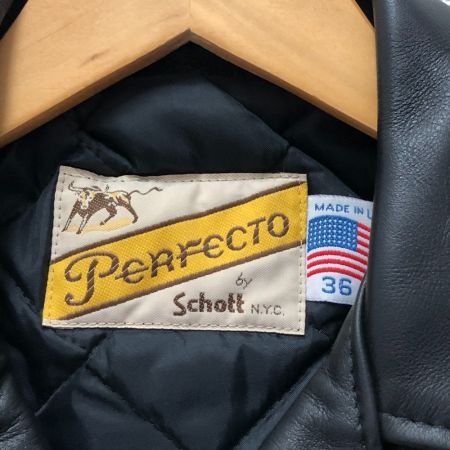 Perfecto
by
Schott N.Y.C.
MADE IN U
36